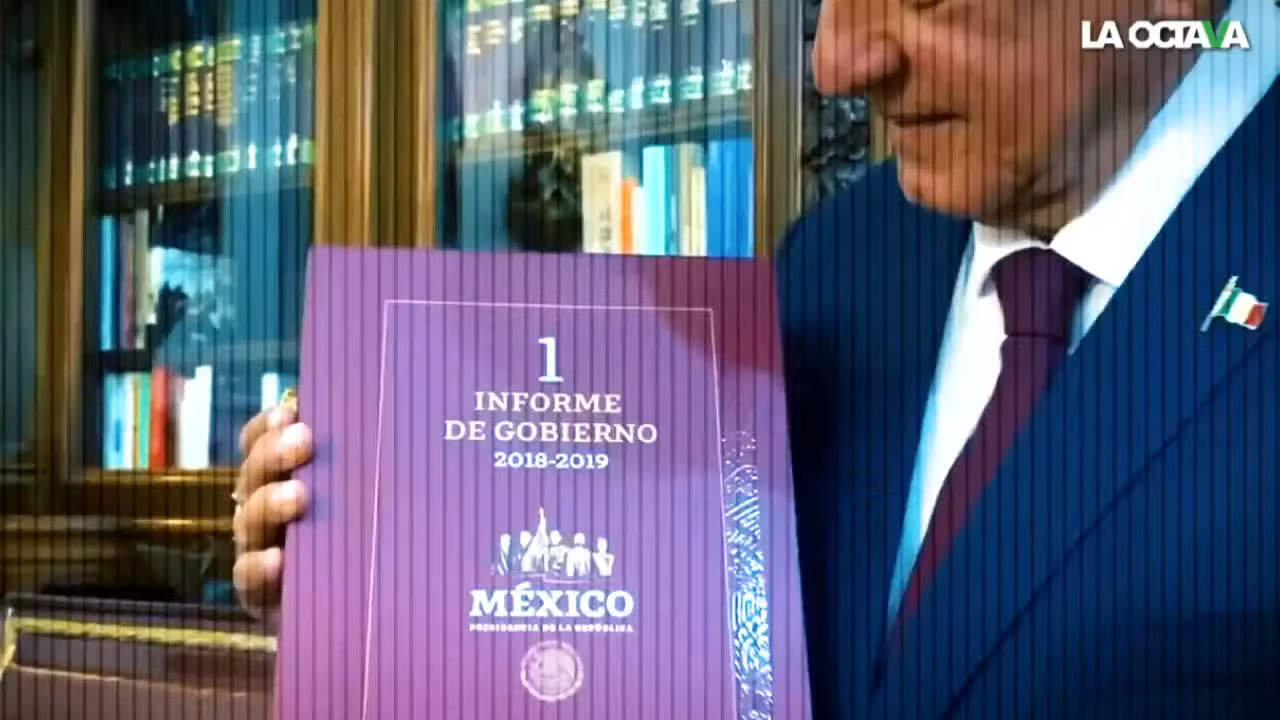 LA OCTAVA
1
INFORME
DE GOBIERNO
2018-2019
MÉXICO
PRESIDENCIA DE LA REPÚBLICA